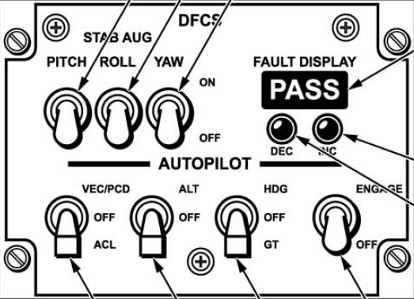 DFCS
STAB AUG
PITCH ROLL YAW
FAULT DISPLAY
ON
PASS
OFF
DEC INC
AUTOPILOT
VEC/PCD ALT HDG ENGAGE
OFF OFF OFF
ACL GT OFF